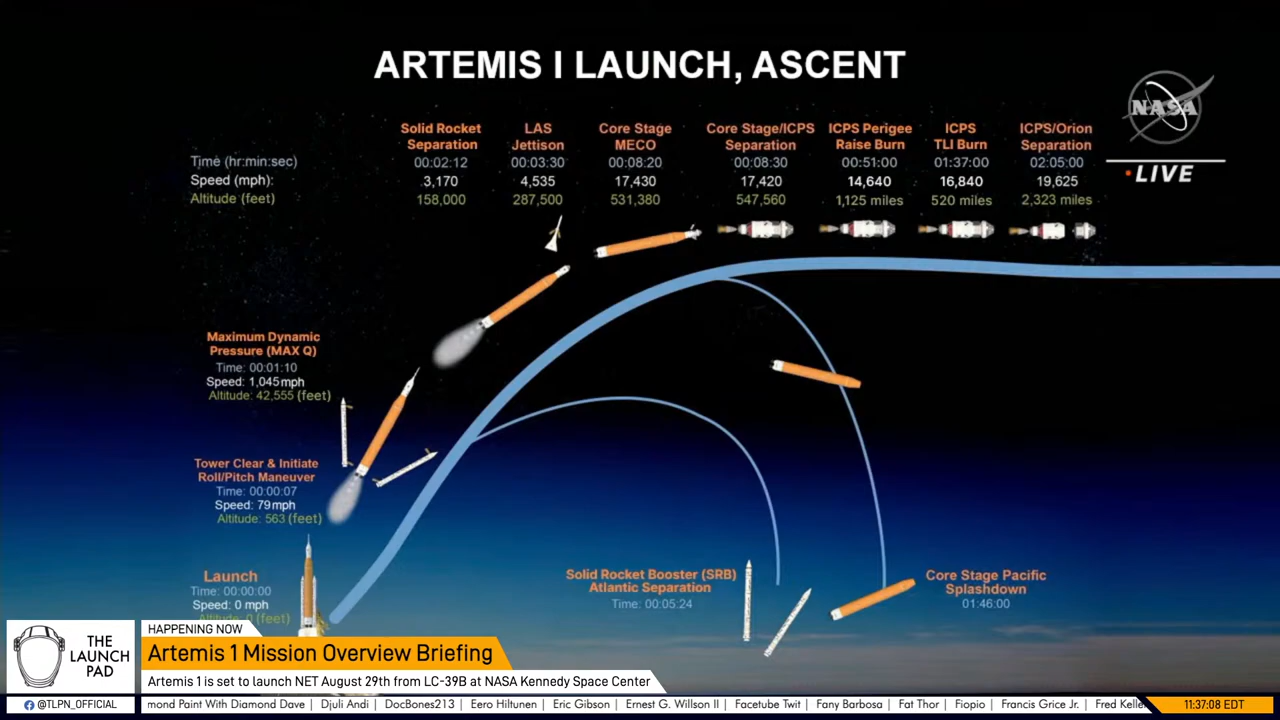 ARTEMIS I LAUNCH, ASCENT
NASA
LIVE
Solid Rocket
Separation
LAS
Jettison
Core Stage
MECO
Core Stage/ICPS
Separation
ICPS Perigee
Raise Burn
ICPS
TLI Burn
ICPS/Orion
Separation
Time (hr:min:sec) 00:02:12 00:03:30 00:08:20 00:08:30 00:51:00 01:37:00 02:05:00
Speed (mph): 3,170 4,535 17,430 17,420 14,640 16,840 19,625
Altitude (feet) 158,000 287,500 531,380 547,560 1,125 miles 520 miles 2,323 miles
Maximum Dynamic
Pressure (MAX Q)
Time: 00:01:10
Speed: 1,045 mph
Altitude: 42,555 (feet)
Tower Clear & Initiate
Roll/Pitch Maneuver
Time: 00:00:07
Speed: 79 mph
Altitude: 563 (feet)
Launch
Time: 00:00:00
Speed: 0 mph
Altitude: 0 (feet)
Solid Rocket Booster (SRB)
Atlantic Separation
Time: 00:05:24
Core Stage Pacific
Splashdown
01:46:00
THE
LAUNCH
PAD
HAPPENING NOW
Artemis 1 Mission Overview Briefing
Artemis 1 is set to launch NET August 29th from LC-39B at NASA Kennedy Space Center
@TLPN_OFFICIAL
mond Paint With Diamond Dave | Djuli Andi | DocBones213 | Eero Hiltunen | Eric Gibson | Ernest G. Willson II | Facetube Twit | Fany Barbosa | Fat Thor | Fiopio | Francis Grice Jr. | Fred Kelle
11:37:08 EDT